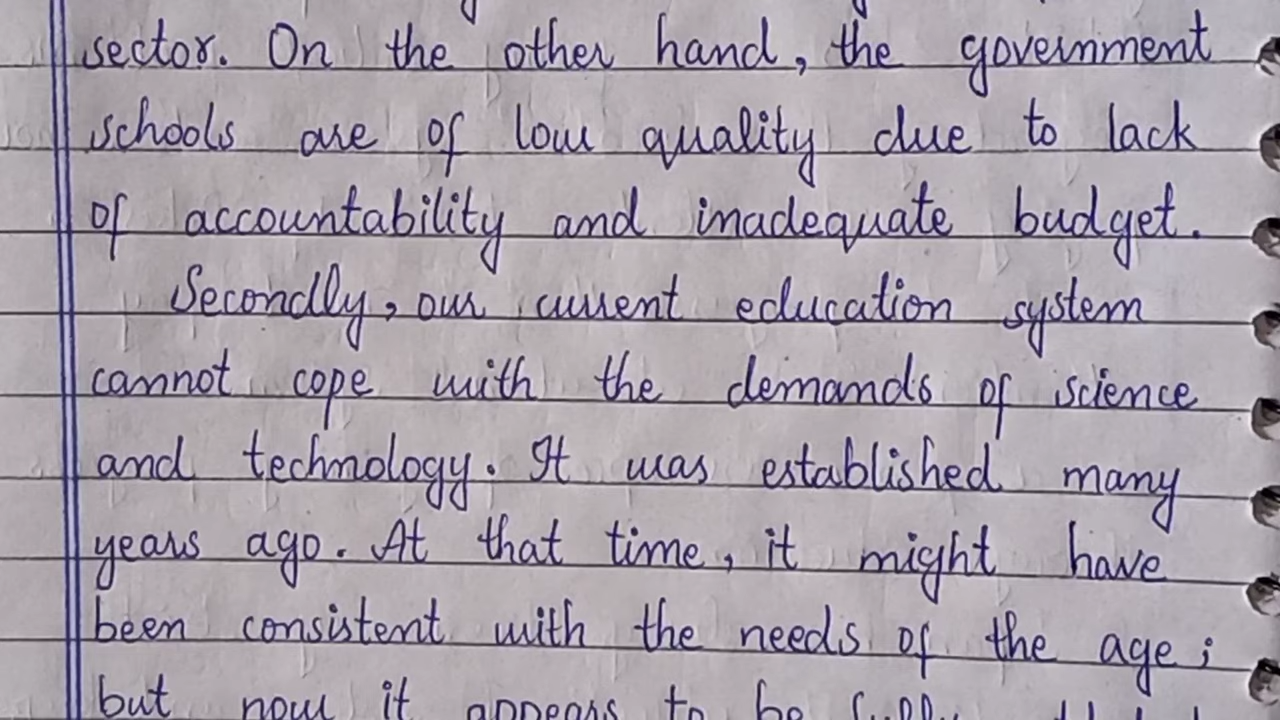 sector. On the other hand, the government
schools are of low quality due to lack
of accountability and inadequate budget.
Secondly, our current education system
cannot cope with the demands of science
and technology. It was established many
years ago. At that time, it might have
been consistent with the needs of the age;
but now it appears to be fully